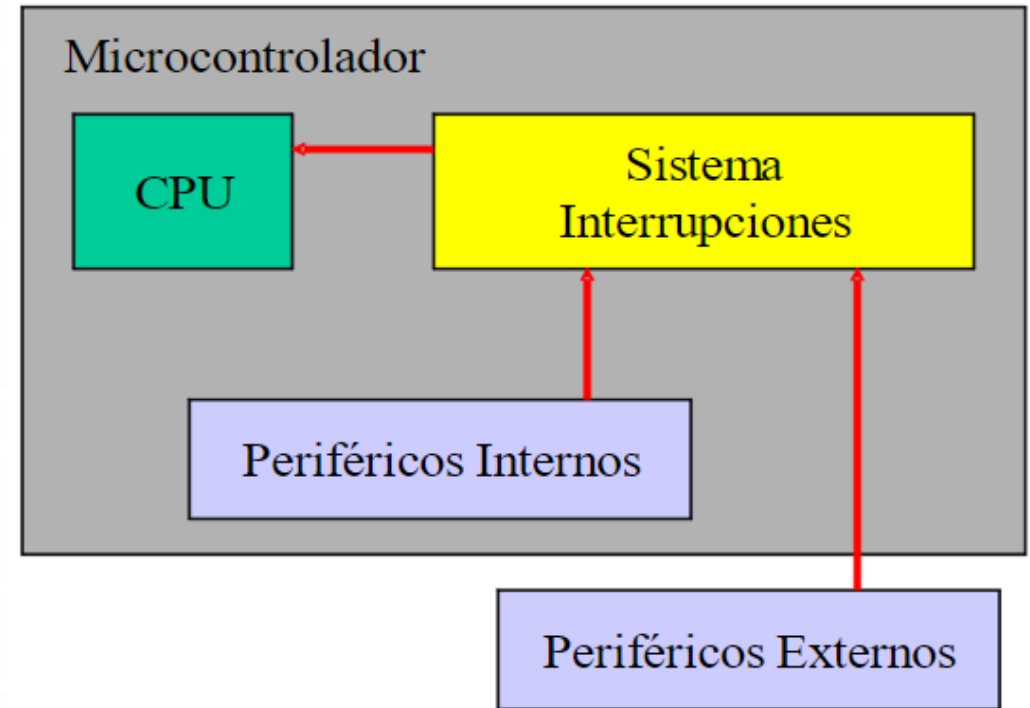 Microcontrolador
CPU
Sistema
Interrupciones
Periféricos Internos
Periféricos Externos